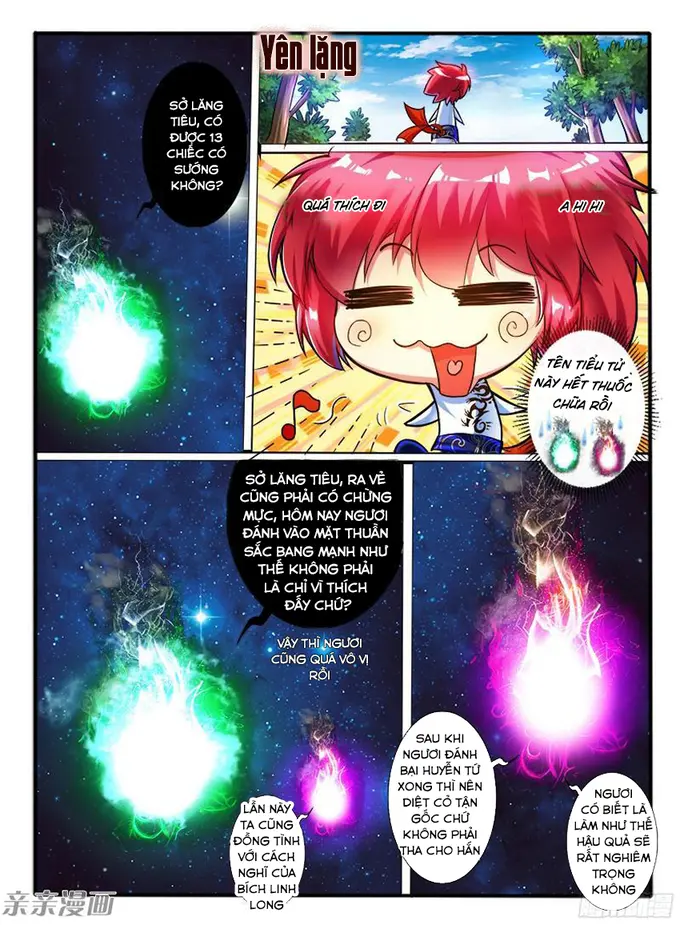 Yên lặng
SỞ LĂNG
TIÊU, CÓ
ĐƯỢC 13
CHIẾC CÓ
SƯỚNG
KHÔNG?
QUÁ THÍCH ĐI
A HI HI
TÊN TIỂU TỬ
NÀY HẾT THUỐC
CHỮA RỒI
SỞ LĂNG TIÊU, RA VẺ
CŨNG PHẢI CÓ CHỪNG
MỰC, HÔM NAY NGƯƠI
ĐÁNH VÀO MẶT THUẨN
SẮC BANG MẠNH NHƯ
THẾ KHÔNG PHẢI
LÀ CHỈ VÌ THÍCH
ĐẤY CHỨ?
VẬY THÌ NGƯƠI
CŨNG QUÁ VÔ VỊ
RỒI
LẦN NÀY
TA CŨNG
ĐỒNG TÌNH
VỚI CÁCH
NGHĨ CỦA
BÍCH LINH
LONG
SAU KHI
NGƯƠI ĐÁNH
BẠI HUYỄN TỨ
XONG THÌ NÊN
DIỆT CỎ TẬN
GỐC CHỨ
KHÔNG PHẢI
THA CHO HẮN
NGƯƠI
CÓ BIẾT LÀ
LÀM NHƯ THẾ
HẬU QUẢ SẼ
RẤT NGHIÊM
TRỌNG
KHÔNG
亲亲漫画